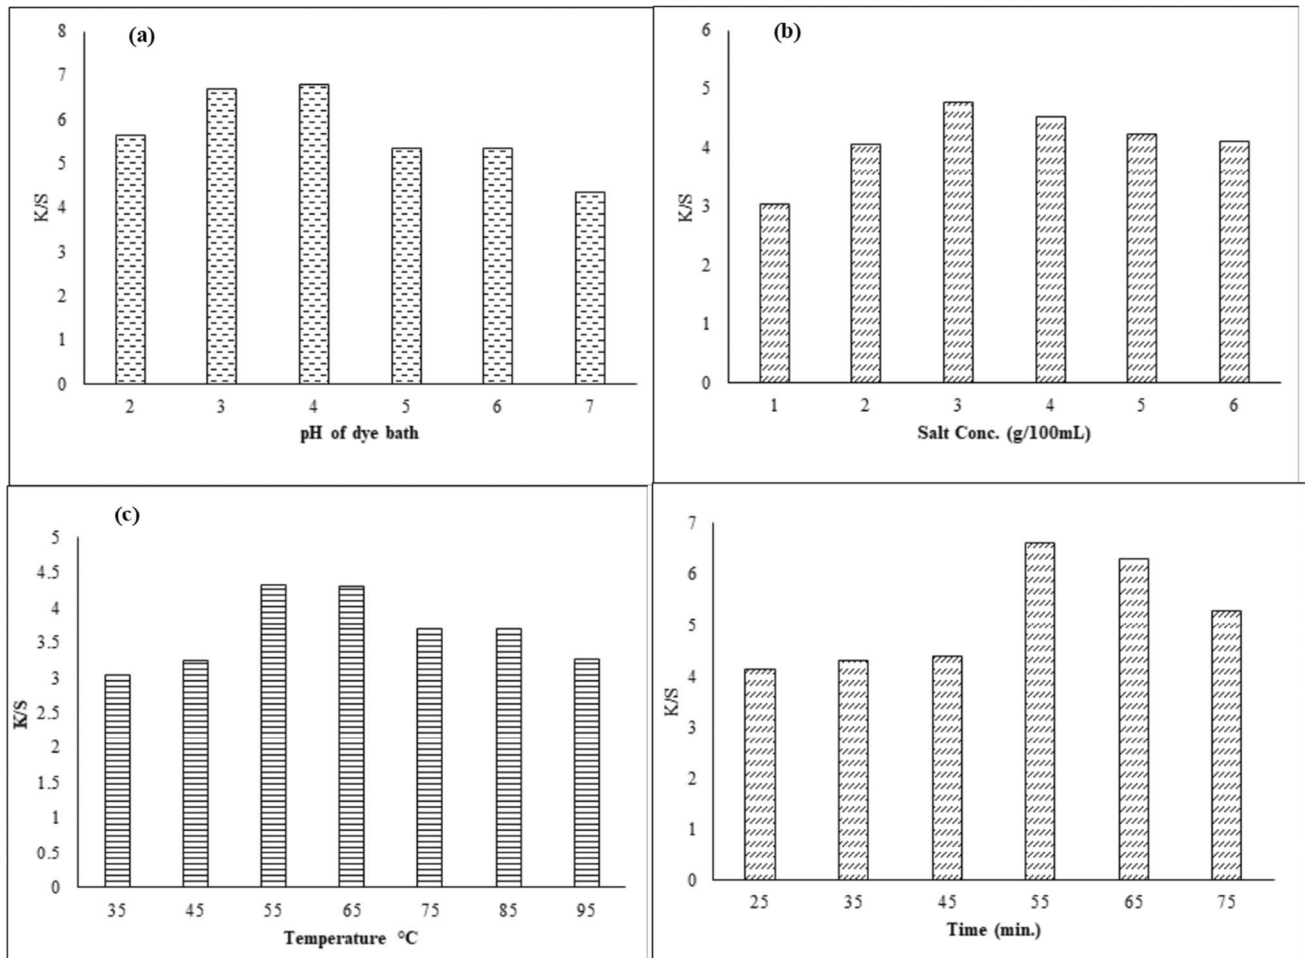 (a)
8
7
6
5
4
3
2
1
0
K/S
2 3 4 5 6 7
pH of dye bath
(b)
6
5
4
3
2
1
0
K/S
1 2 3 4 5 6
Salt Conc. (g/100mL)
(c)
5
4.5
4
3.5
3
2.5
2
1.5
1
0.5
0
K/S
35 45 55 65 75 85 95
Temperature °C
7
6
5
4
3
2
1
0
K/S
25 35 45 55 65 75
Time (min.)